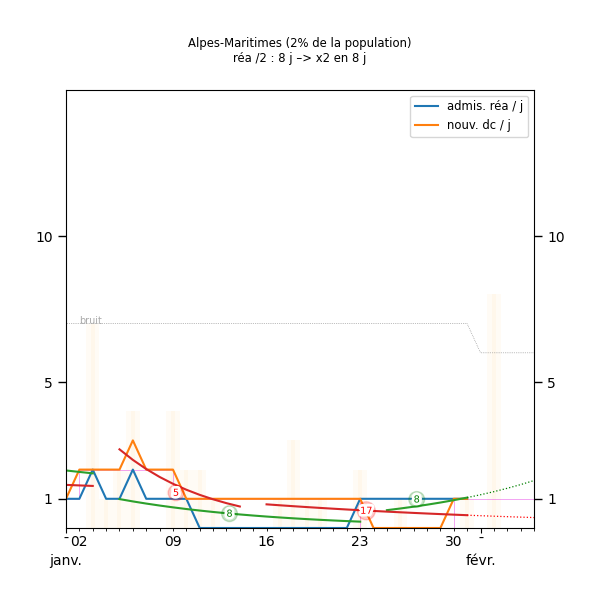 Alpes-Maritimes (2% de la population)
réa /2 : 8 j –> x2 en 8 j
admis. réa / j
nouv. dc / j
10
10
bruit
5
5
5
8
17
8
1
1
02
09
16
23
30
janv.
févr.